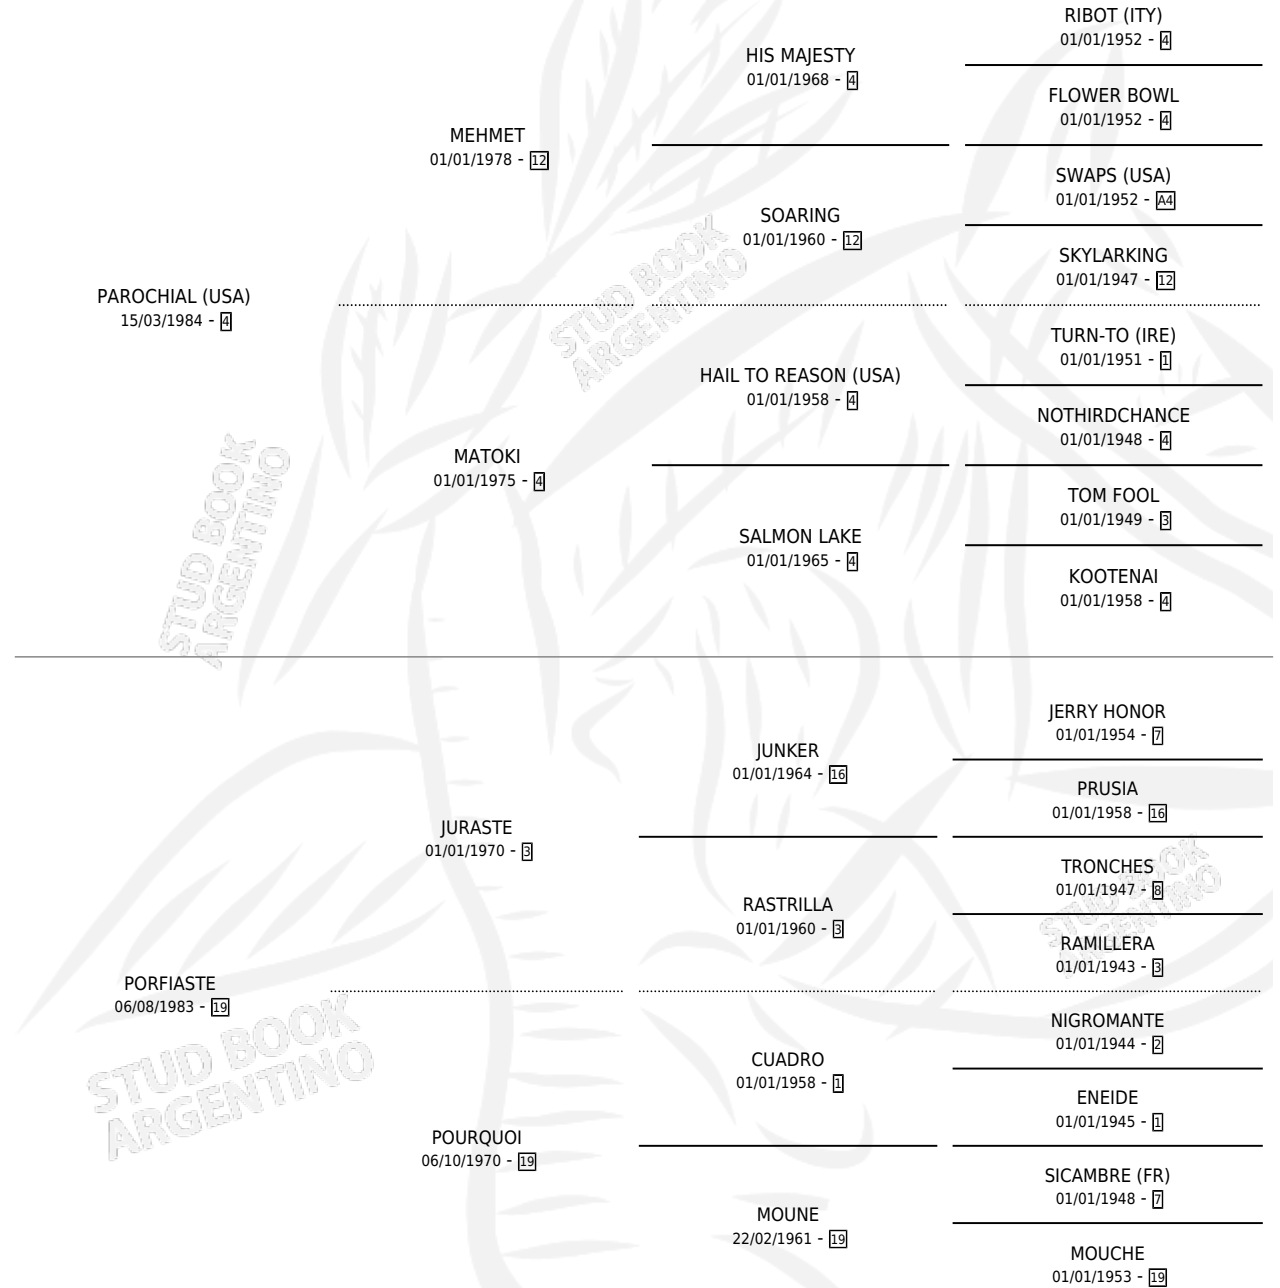 RIBOT (ITY)
01/01/1952 - 4
HIS MAJESTY
01/01/1968 - 4
FLOWER BOWL
01/01/1952 - 4
MEHMET
01/01/1978 - 12
SWAPS (USA)
01/01/1952 - A4
SOARING
01/01/1960 - 12
SKYLARKING
01/01/1947 - 12
PAROCHIAL (USA)
15/03/1984 - 4
TURN-TO (IRE)
01/01/1951 - 1
HAIL TO REASON (USA)
01/01/1958 - 4
NOTHIRDCHANCE
01/01/1948 - 4
MATOKI
01/01/1975 - 4
TOM FOOL
01/01/1949 - 3
SALMON LAKE
01/01/1965 - 4
KOOTENAI
01/01/1958 - 4
JERRY HONOR
01/01/1954 - 7
JUNKER
01/01/1964 - 16
PRUSIA
01/01/1958 - 16
JURASTE
01/01/1970 - 3
TRONCHES
01/01/1947 - 8
RASTRILLA
01/01/1960 - 3
RAMILLERA
01/01/1943 - 3
PORFIASTE
06/08/1983 - 19
NIGROMANTE
01/01/1944 - 2
CUADRO
01/01/1958 - 1
ENEIDE
01/01/1945 - 1
POURQUOI
06/10/1970 - 19
SICAMBRE (FR)
01/01/1948 - 7
MOUNE
22/02/1961 - 19
MOUCHE
01/01/1953 - 19
STUD BOOK
ARGENTINO
STUD BOOK
ARGENTINO
STUD BOOK
ARGENTINO
STUD BOOK
ARGENTINO